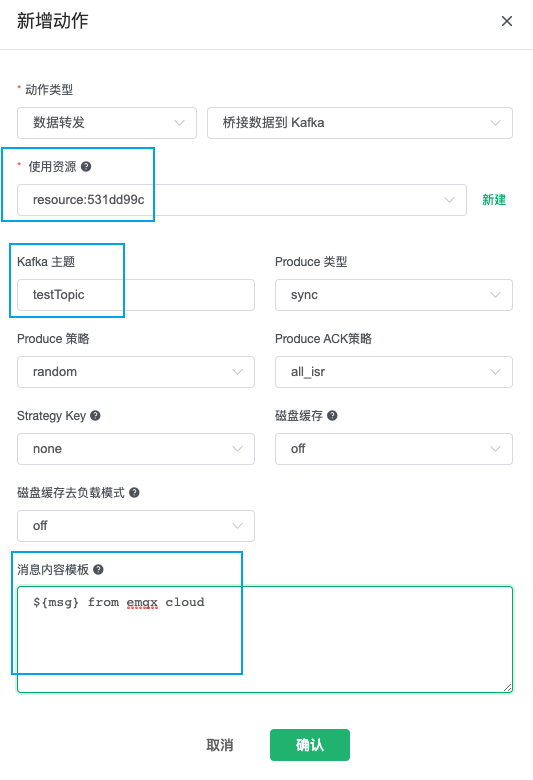 新增动作
* 动作类型
数据转发
桥接数据到 Kafka
* 使用资源
resource:531dd99c
新建
Kafka 主题
Produce 类型
testTopic
sync
Produce 策略
Produce ACK策略
random
all_isr
Strategy Key
磁盘缓存
none
off
磁盘缓存去负载模式
off
消息内容模板
${msg} from emqx cloud
取消
确认